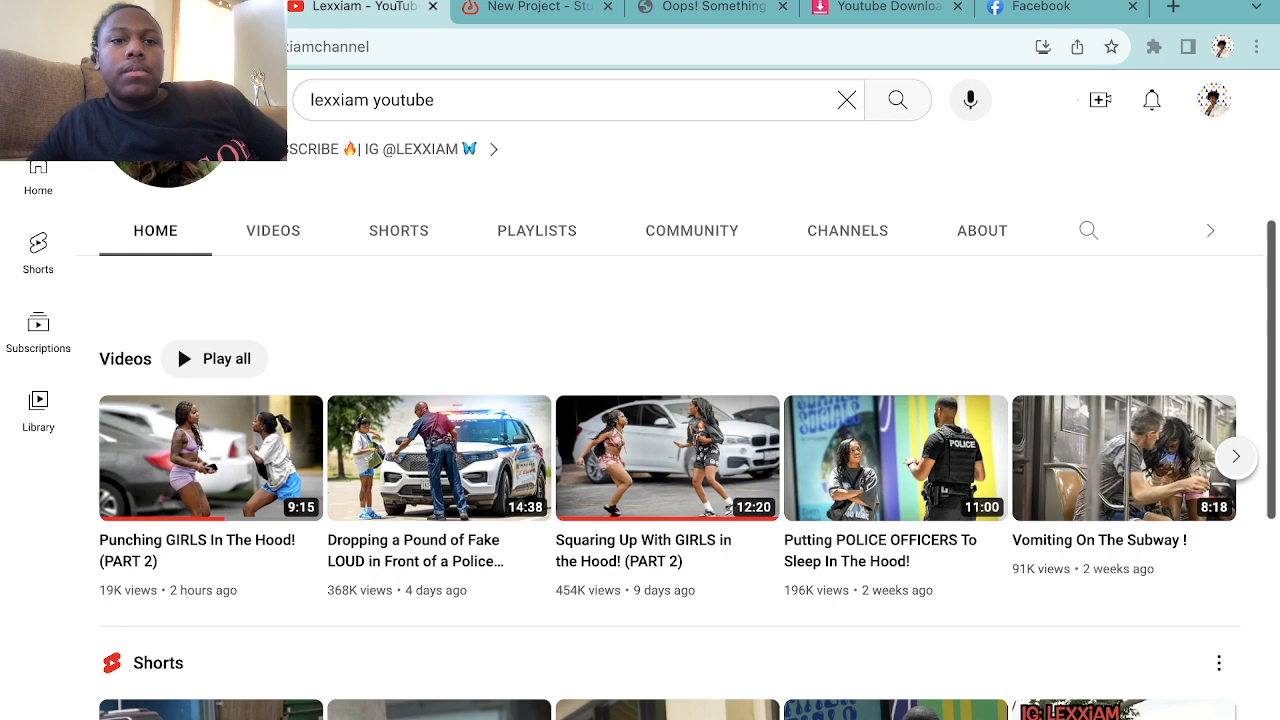 Lexxiam - YouTub
New Project - Stu
Oops! Something
Youtube Downloa
Facebook
iamchannel
lexxiam youtube
SCRIBE 🔥| IG @LEXXIAM 🦋
Home
HOME
VIDEOS
SHORTS
PLAYLISTS
COMMUNITY
CHANNELS
ABOUT
Shorts
Subscriptions
Library
Videos
Play all
9:15
14:38
12:20
POLICE
11:00
8:18
Punching GIRLS In The Hood!
(PART 2)
19K views • 2 hours ago
Dropping a Pound of Fake
LOUD in Front of a Police...
368K views • 4 days ago
Squaring Up With GIRLS in
the Hood! (PART 2)
454K views • 9 days ago
Putting POLICE OFFICERS To
Sleep In The Hood!
196K views • 2 weeks ago
Vomiting On The Subway !
91K views • 2 weeks ago
Shorts
IG: LEXXiAM